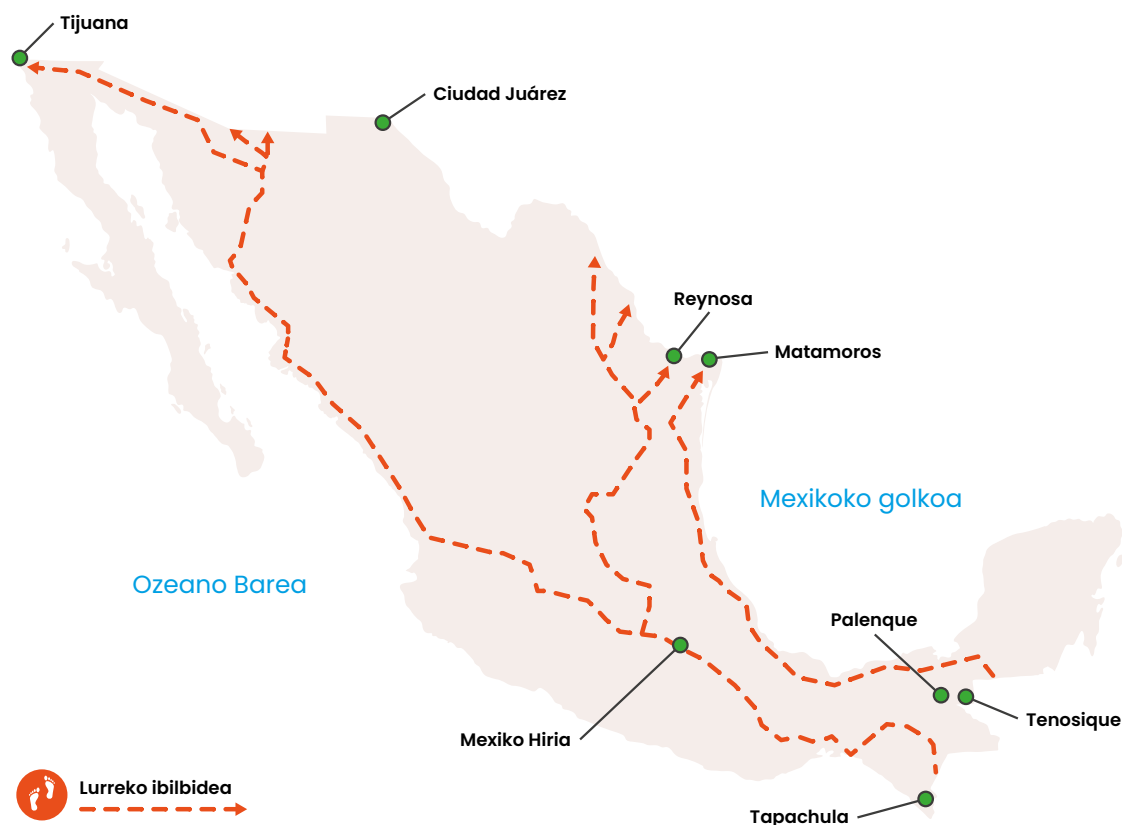 Tijuana
Ciudad Juárez
Reynosa
Matamoros
Mexikoko golkoa
Ozeano Barea
Palenque
Tenosique
Mexiko Hiria
Lurreko ibilbidea
Tapachula